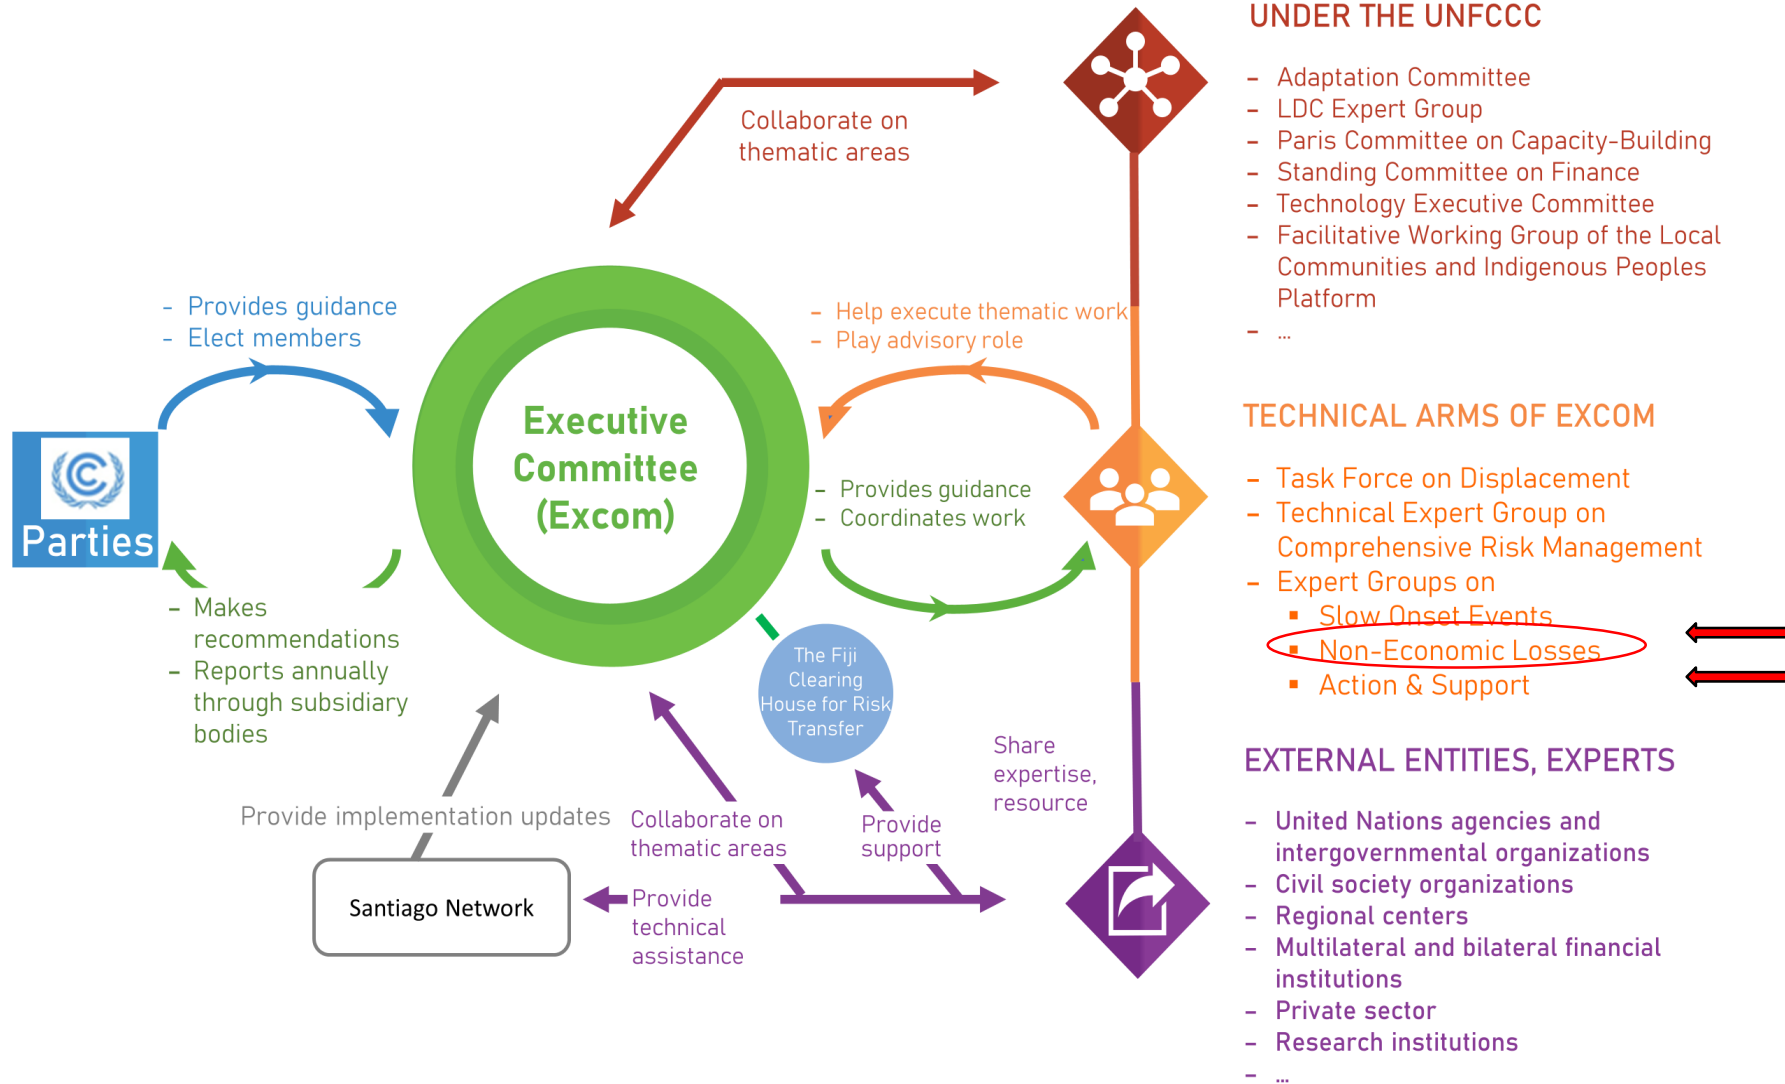 UNDER THE UNFCCC
- Adaptation Committee
- LDC Expert Group
- Paris Committee on Capacity-Building
- Standing Committee on Finance
- Technology Executive Committee
- Facilitative Working Group of the Local
Communities and Indigenous Peoples
Platform
- ...
Collaborate on
thematic areas
- Provides guidance
- Elect members
- Help execute thematic work
- Play advisory role
Executive
Committee
(Excom)
Parties
- Provides guidance
- Coordinates work
- Makes
recommendations
- Reports annually
through subsidiary
bodies
TECHNICAL ARMS OF EXCOM
- Task Force on Displacement
- Technical Expert Group on
Comprehensive Risk Management
- Expert Groups on
▪ Slow Onset Events
▪ Non-Economic Losses
▪ Action & Support
The Fiji
Clearing
House for Risk
Transfer
Share
expertise,
resource
Provide implementation updates
Collaborate on
thematic areas
Provide
support
Santiago Network
Provide
technical
assistance
EXTERNAL ENTITIES, EXPERTS
- United Nations agencies and
intergovernmental organizations
- Civil society organizations
- Regional centers
- Multilateral and bilateral financial
institutions
- Private sector
- Research institutions
- ...